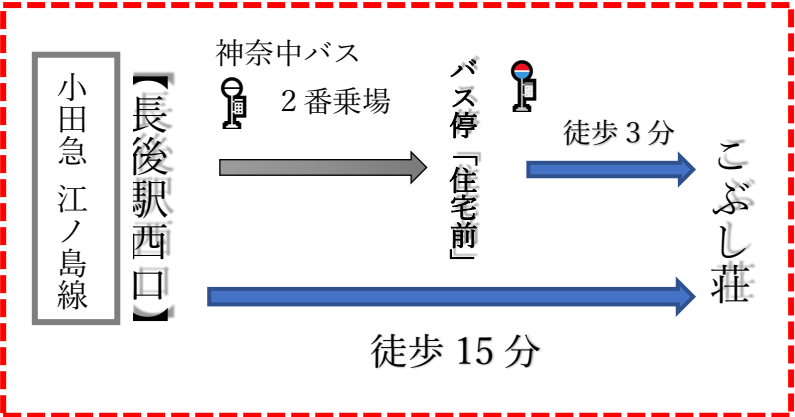 小田急 江ノ島線
【長後駅西口】
神奈中バス
２番乗場
バス停「住宅前」
徒歩３分
こぶし荘
徒歩 15 分